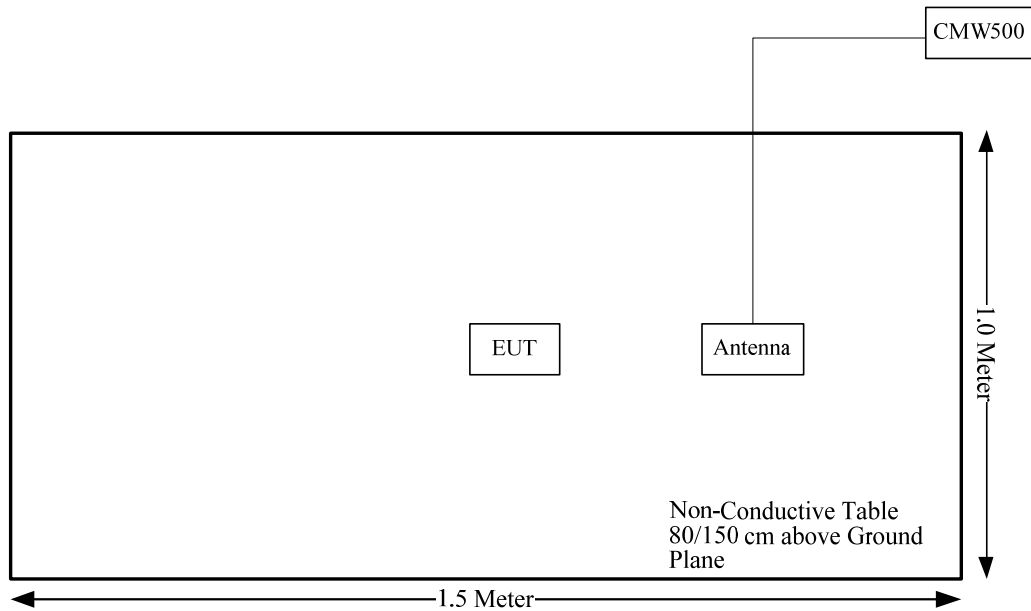 CMW500
EUT
Antenna
1.0 Meter
Non-Conductive Table
80/150 cm above Ground
Plane
1.5 Meter